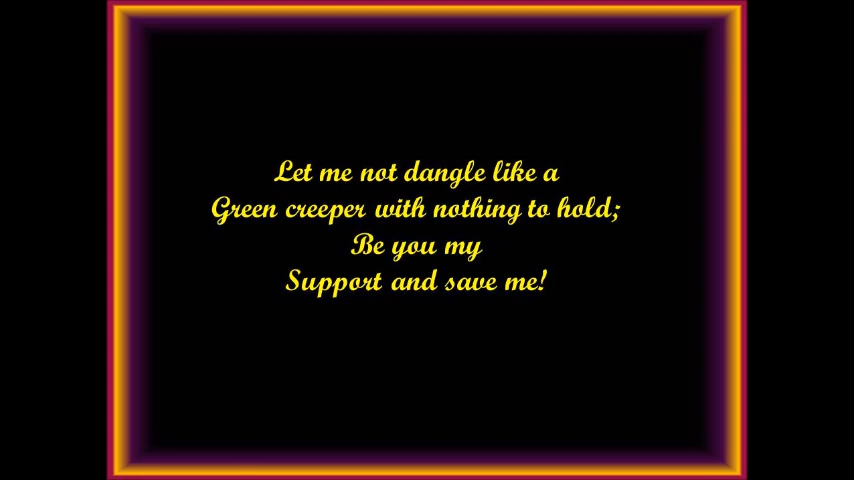 Let me not dangle like a
Green creeper with nothing to hold;
Be you my
Support and save me!